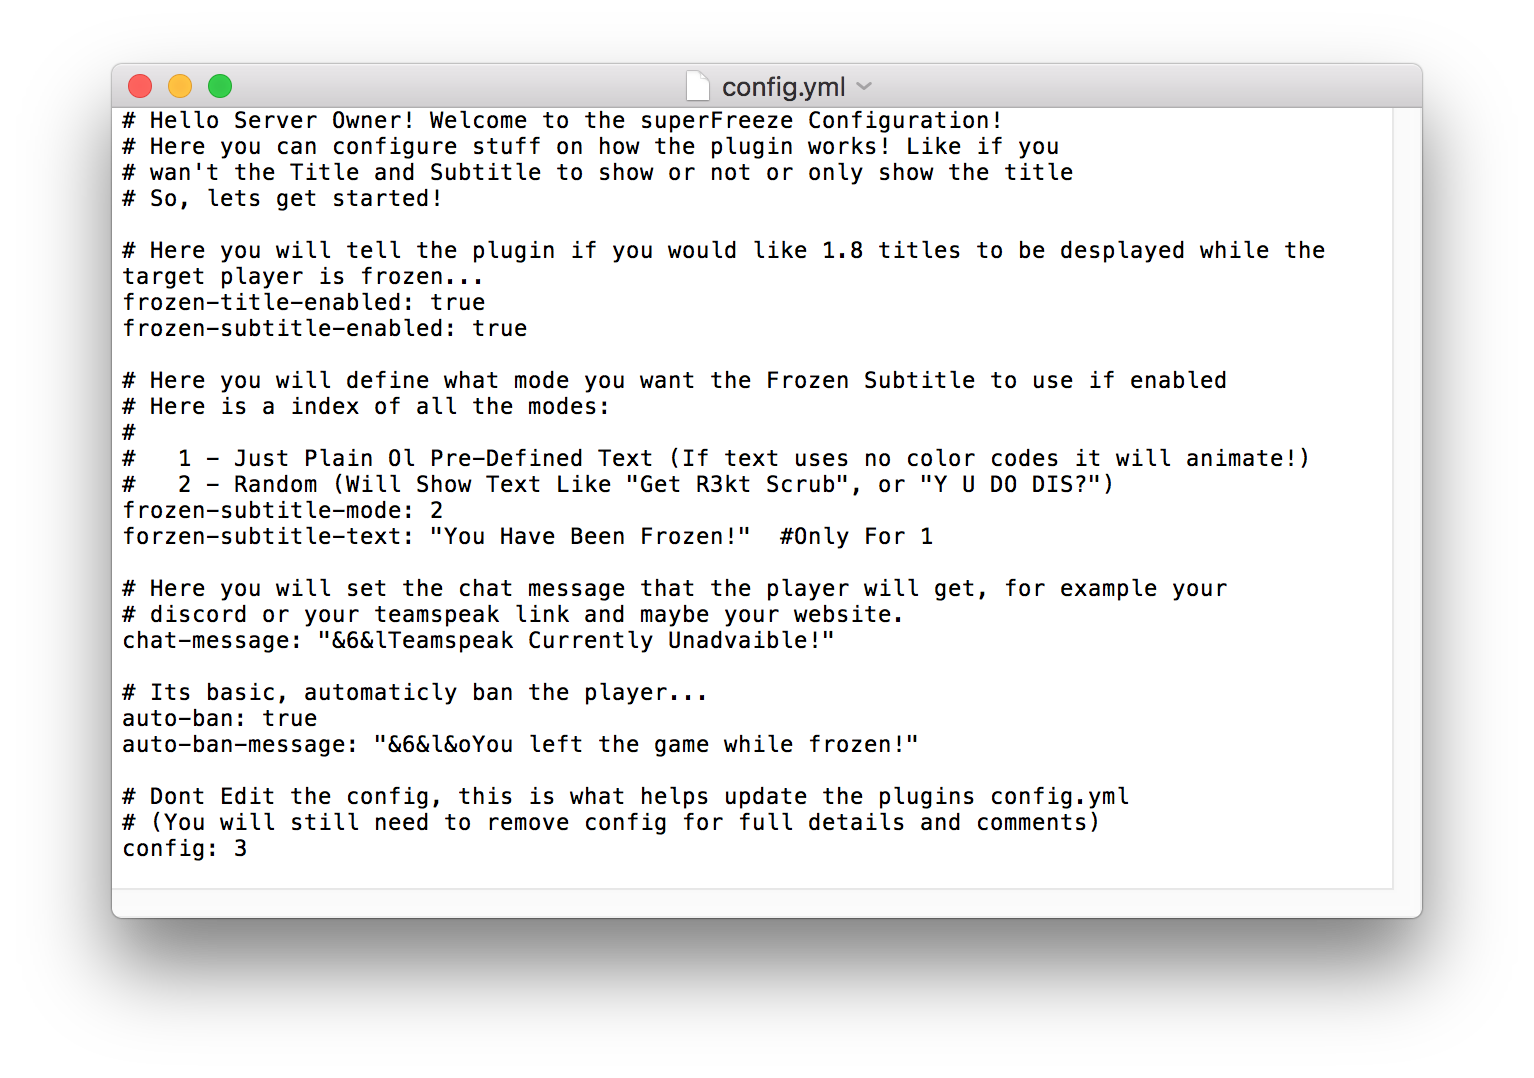 config.yml
# Hello Server Owner! Welcome to the superFreeze Configuration!
# Here you can configure stuff on how the plugin works! Like if you
# wan't the Title and Subtitle to show or not or only show the title
# So, lets get started!
# Here you will tell the plugin if you would like 1.8 titles to be desplayed while the
target player is frozen...
frozen-title-enabled: true
frozen-subtitle-enabled: true
# Here you will define what mode you want the Frozen Subtitle to use if enabled
# Here is a index of all the modes:
#
#   1 - Just Plain Ol Pre-Defined Text (If text uses no color codes it will animate!)
#   2 - Random (Will Show Text Like "Get R3kt Scrub", or "Y U DO DIS?")
frozen-subtitle-mode: 2
forzen-subtitle-text: "You Have Been Frozen!"  #Only For 1
# Here you will set the chat message that the player will get, for example your
# discord or your teamspeak link and maybe your website.
chat-message: "&6&lTeamspeak Currently Unadvaible!"
# Its basic, automaticly ban the player...
auto-ban: true
auto-ban-message: "&6&l&oYou left the game while frozen!"
# Dont Edit the config, this is what helps update the plugins config.yml
# (You will still need to remove config for full details and comments)
config: 3